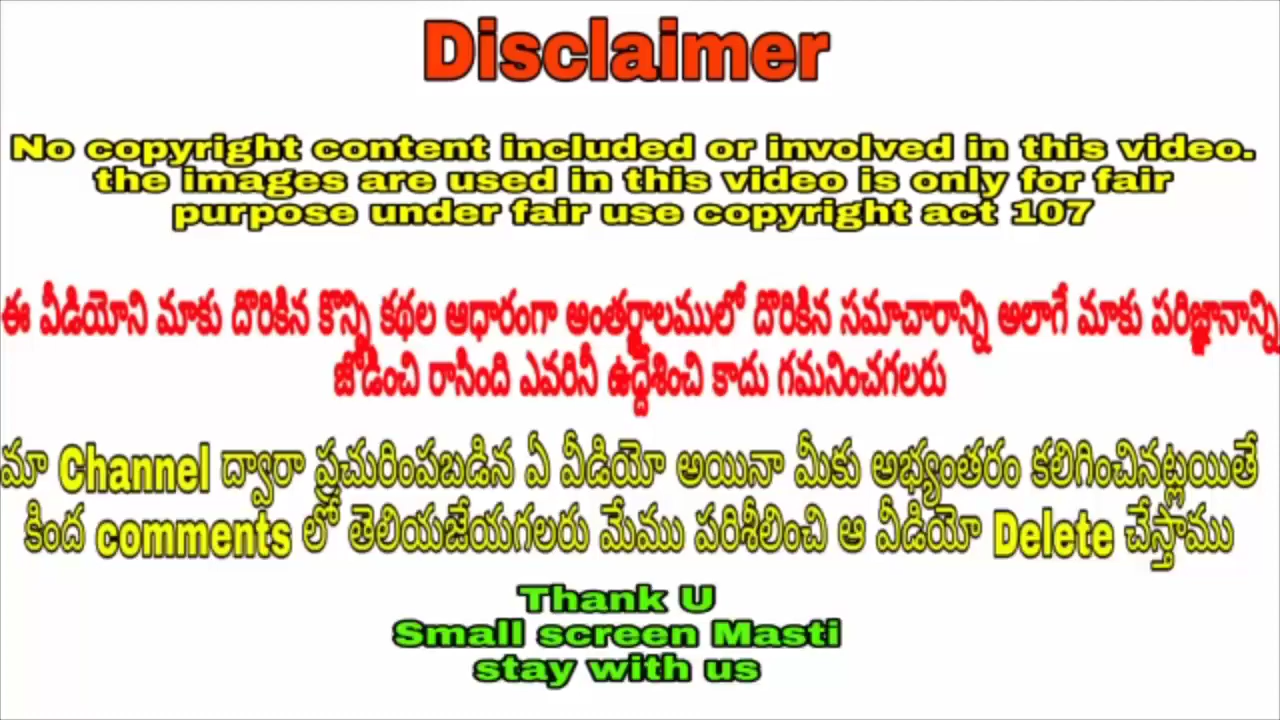 Disclaimer
No copyright content included or involved in this video.
the images are used in this video is only for fair
purpose under fair use copyright act 107
ఈ వీడియోని మాకు దొరికిన కొన్ని కథల ఆధారంగా అంతర్జాలములో దొరికిన సమాచారాన్ని అలాగే మాకు పరిజ్ఞానాన్ని
జోడించి రాసింది ఎవరినీ ఉద్దేశించి కాదు గమనించగలరు
మా Channel ద్వారా ప్రచురింపబడిన ఏ వీడియో అయినా మీకు అభ్యంతరం కలిగించినట్లయితే
కింద comments లో తెలియజేయగలరు మేము పరిశీలించి ఆ వీడియో Delete చేస్తాము
Thank U
Small screen Masti
stay with us